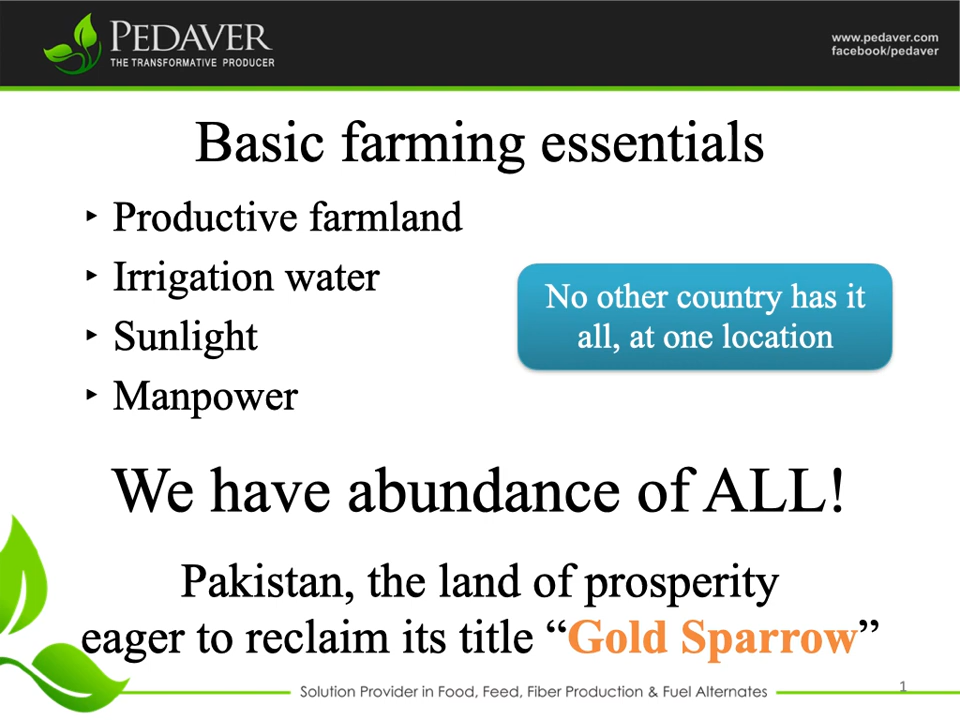 PEDAVER
THE TRANSFORMATIVE PRODUCER
www.pedaver.com
facebook/pedaver
Basic farming essentials
‣ Productive farmland
‣ Irrigation water
‣ Sunlight
‣ Manpower
No other country has it
all, at one location
We have abundance of ALL!
Pakistan, the land of prosperity
eager to reclaim its title “Gold Sparrow”
Solution Provider in Food, Feed, Fiber Production & Fuel Alternates
1